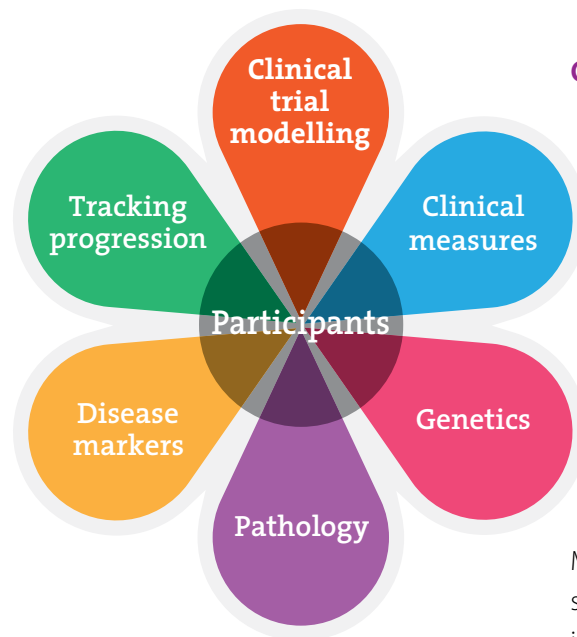 Clinical
trial
modelling
Tracking
progression
Clinical
measures
Participants
Disease
markers
Genetics
Pathology